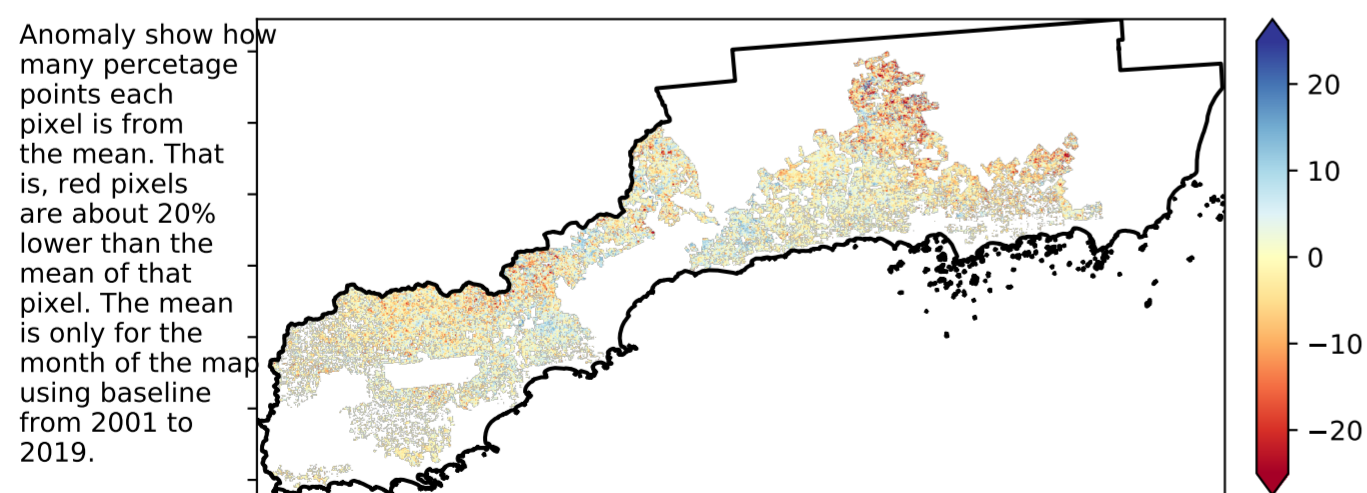 Anomaly show how
many percetage
points each
pixel is from
the mean. That
is, red pixels
are about 20%
lower than the
mean of that
pixel. The mean
is only for the
month of the map
using baseline
from 2001 to
2019.
20
10
0
−10
−20